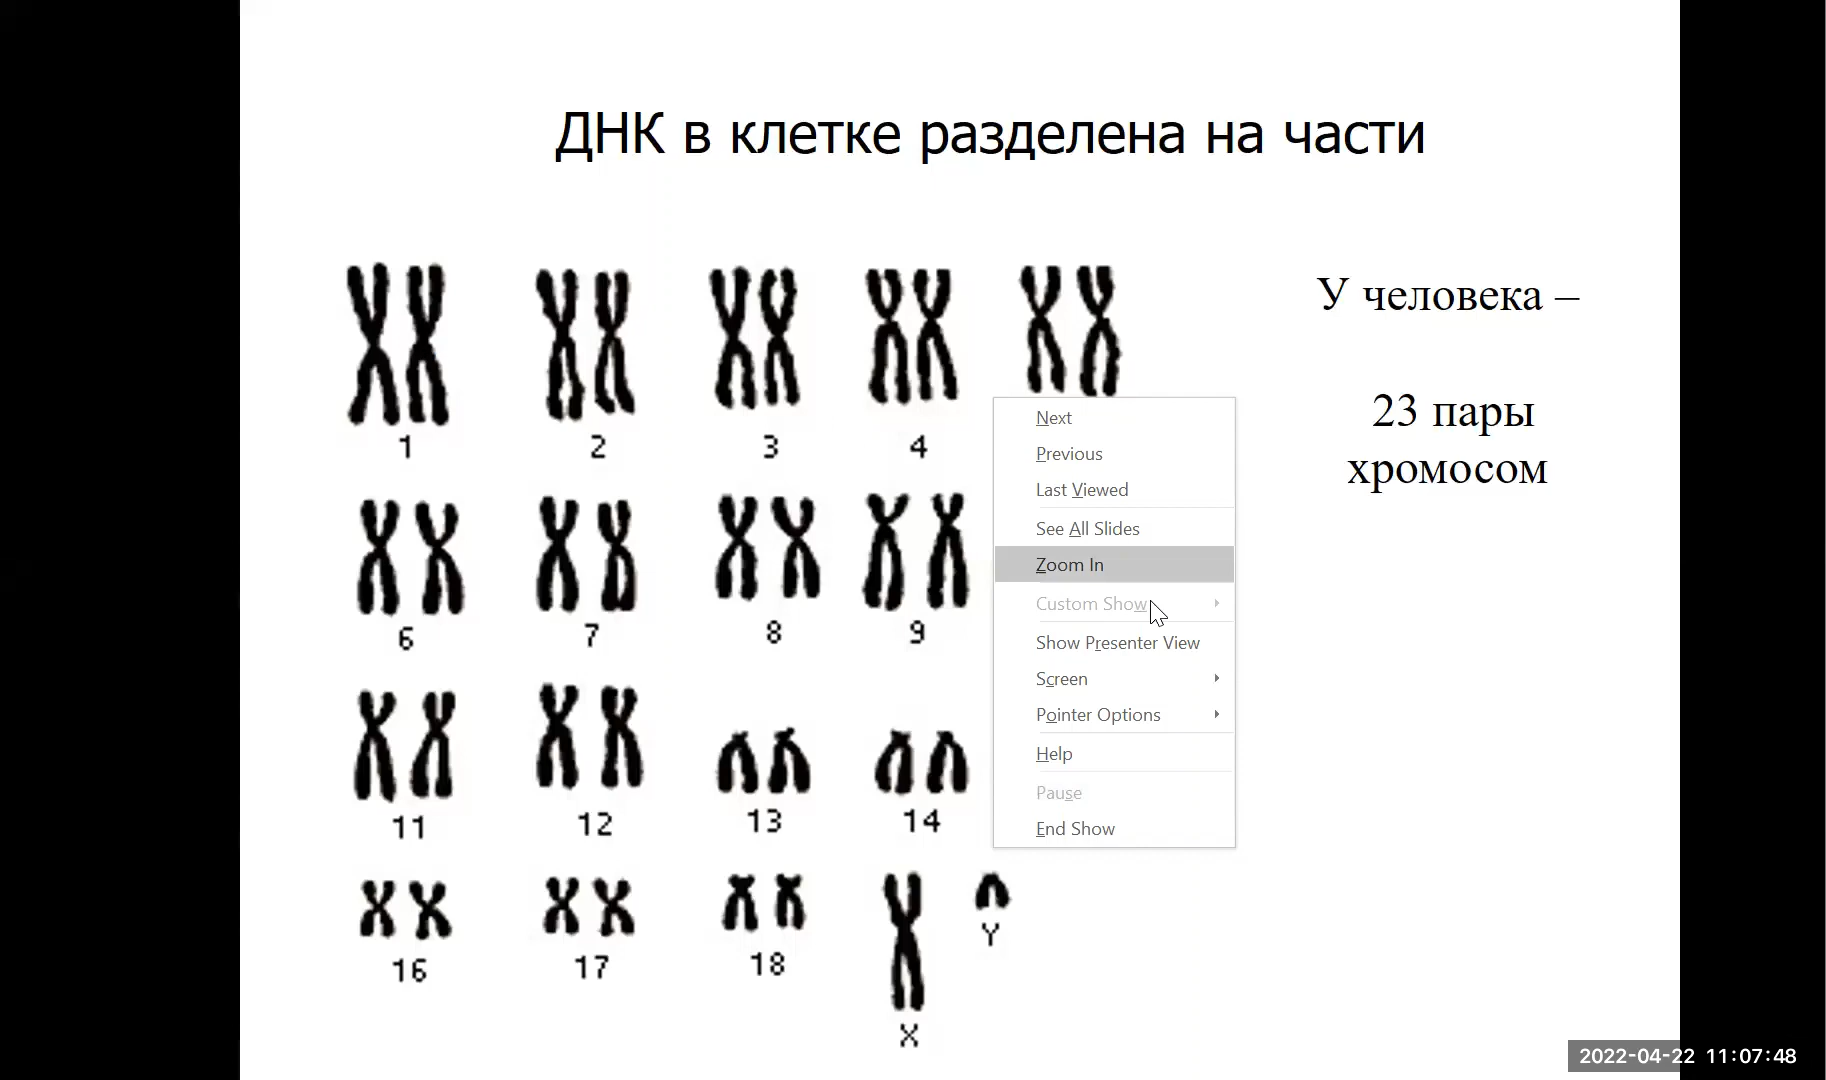 ДНК в клетке разделена на части
У человека –
23 пары
хромосом
1 2 3 4
6 7 8 9
11 12 13 14
16 17 18 X Y
Next
Previous
Last Viewed
See All Slides
Zoom In
Custom Show
Show Presenter View
Screen
Pointer Options
Help
Pause
End Show
2022-04-22 11:07:48